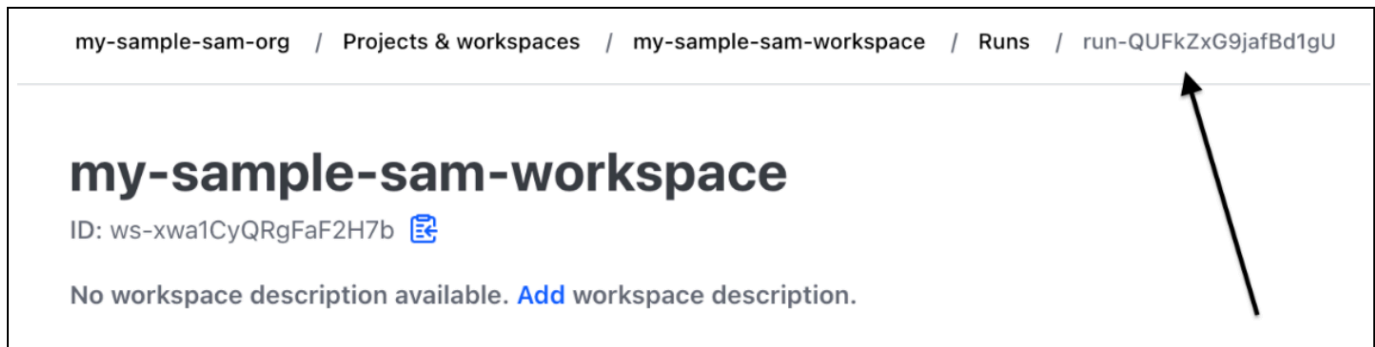 my-sample-sam-org / Projects & workspaces / my-sample-sam-workspace / Runs / run-QUFkZxG9jafBd1gU
my-sample-sam-workspace
ID: ws-xwa1CyQRgFaF2H7b
No workspace description available. Add workspace description.